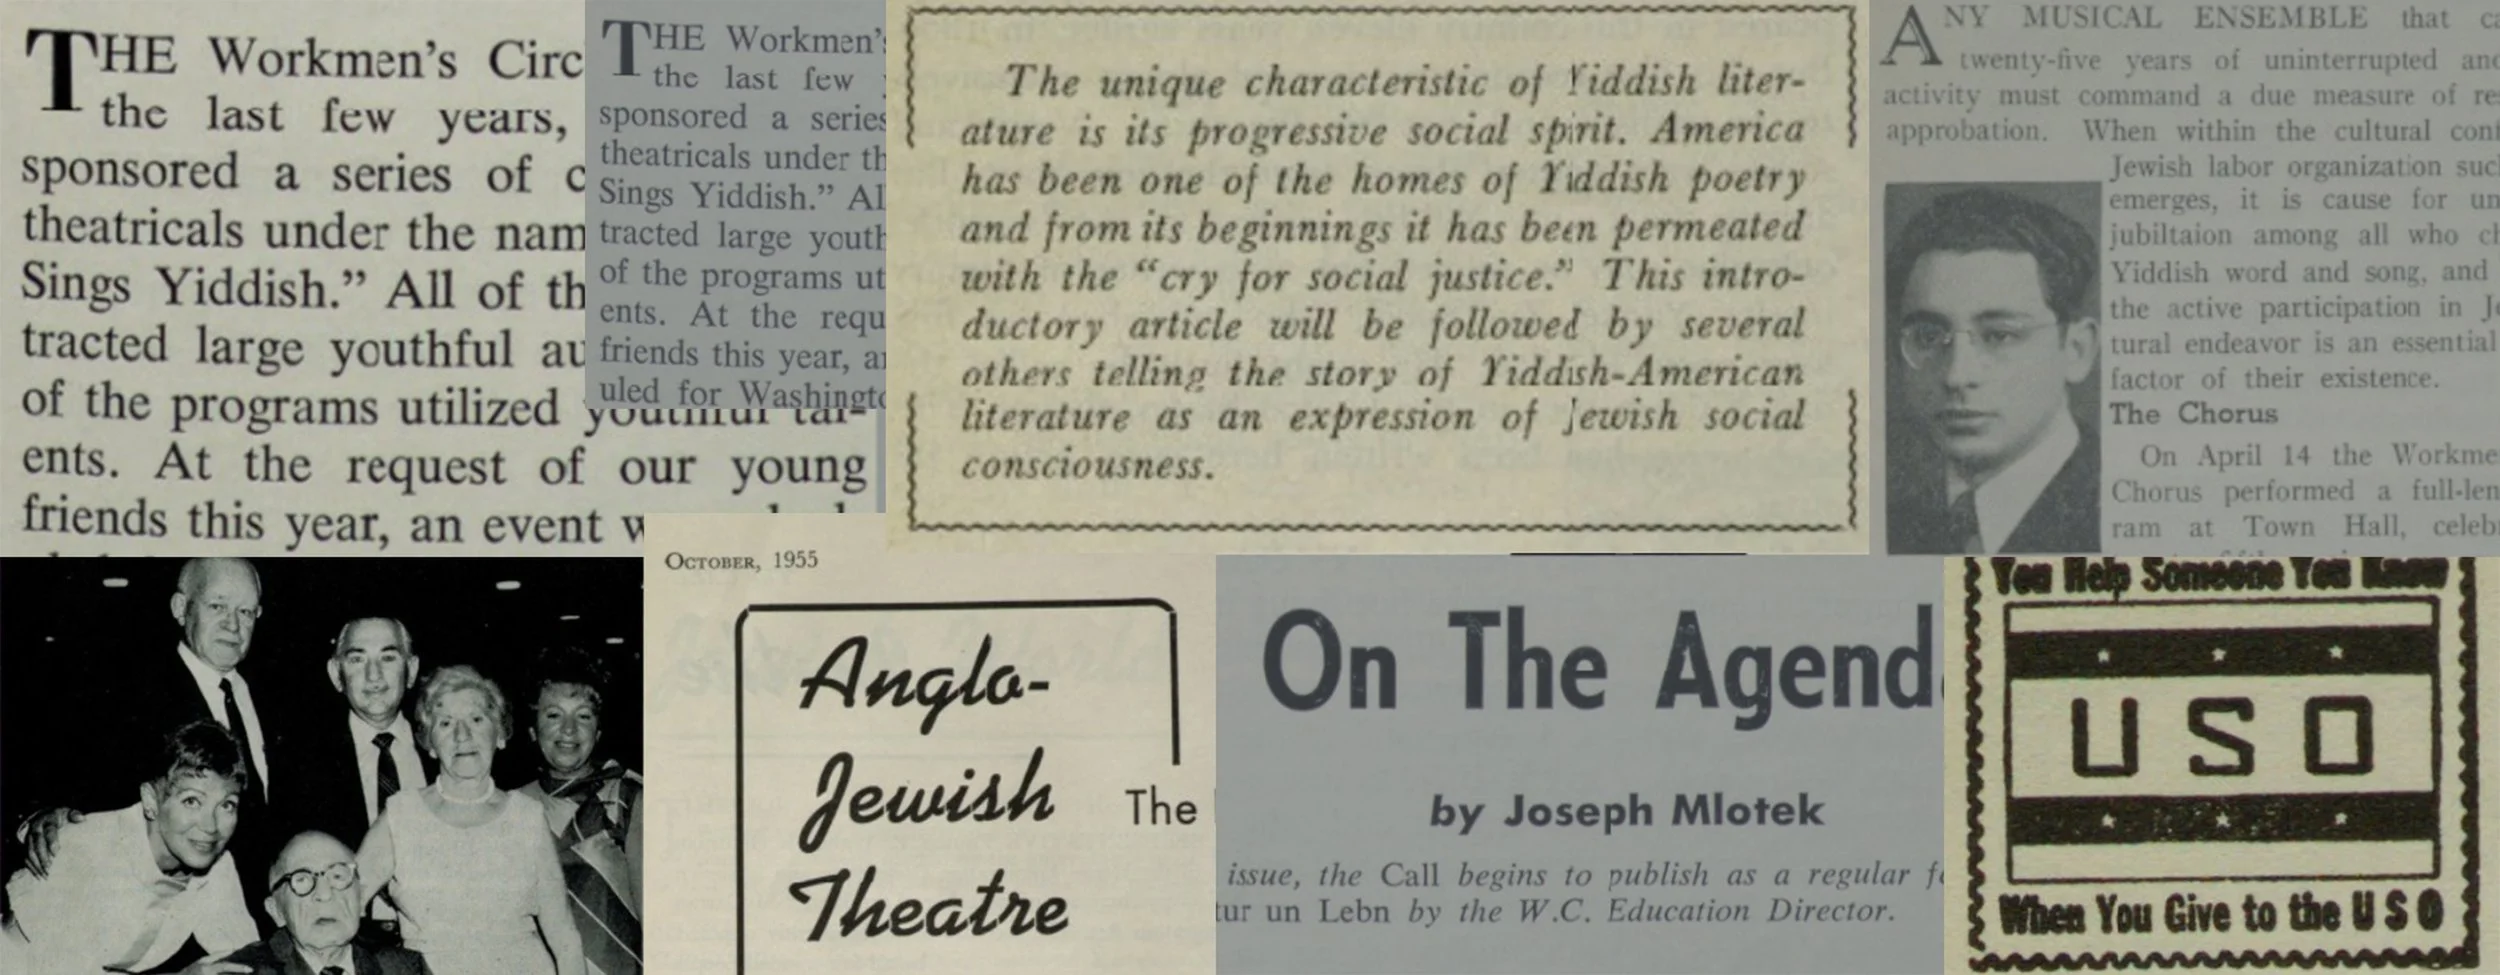 THE Workmen's Circ
the last few years,
sponsored a series of c
theatricals under the nam
Sings Yiddish." All of th
tracted large youthful au
of the programs utilized youthful tal-
ents. At the request of our young
friends this year, an event w
THE Workmen's
the last few
sponsored a series
theatricals under th
Sings Yiddish." Al
tracted large youth
of the programs ut
ents. At the requ
friends this year, a
uled for Washingto
The unique characteristic of Yiddish liter-
ature is its progressive social spirit. America
has been one of the homes of Yiddish poetry
and from its beginnings it has been permeated
with the "cry for social justice." This intro-
ductory article will be followed by several
others telling the story of Yiddish-American
literature as an expression of Jewish social
consciousness.
ANY MUSICAL ENSEMBLE that ca
twenty-five years of uninterrupted and
activity must command a due measure of re
approbation. When within the cultural conf
Jewish labor organization such
emerges, it is cause for un
jubiltaion among all who ch
Yiddish word and song, and
the active participation in Je
tural endeavor is an essential
factor of their existence.
The Chorus
On April 14 the Workme
Chorus performed a full-len
ram at Town Hall, celeb
OCTOBER, 1955
Anglo-
Jewish
Theatre
The
On The Agenda
by Joseph Mlotek
issue, the Call begins to publish as a regular f
tur un Lebn by the W.C. Education Director.
You Help Someone You Know
USO
When You Give to the USO